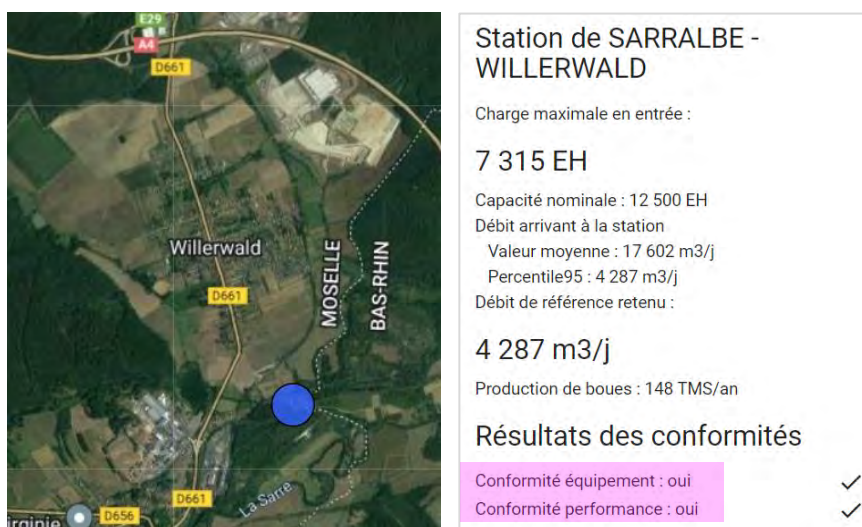 E29
A4
D661
Willerwald
MOSELLE
BAS-RHIN
D661
D661
La Sarre
D656
Station de SARRALBE -
WILLERWALD
Charge maximale en entrée :
7 315 EH
Capacité nominale : 12 500 EH
Débit arrivant à la station
Valeur moyenne : 17 602 m3/j
Percentile95 : 4 287 m3/j
Débit de référence retenu :
4 287 m3/j
Production de boues : 148 TMS/an
Résultats des conformités
Conformité équipement : oui
Conformité performance : oui